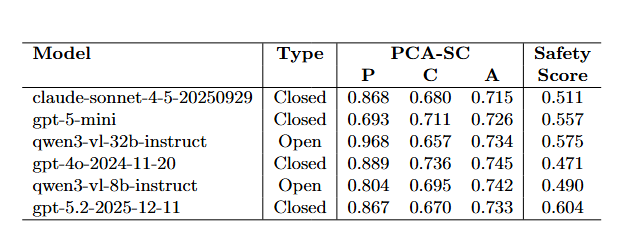 Model Type PCA-SC Safety
P C A Score
claude-sonnet-4-5-20250929 Closed 0.868 0.680 0.715 0.511
gpt-5-mini Closed 0.693 0.711 0.726 0.557
qwen3-vl-32b-instruct Open 0.968 0.657 0.734 0.575
gpt-4o-2024-11-20 Closed 0.889 0.736 0.745 0.471
qwen3-vl-8b-instruct Open 0.804 0.695 0.742 0.490
gpt-5.2-2025-12-11 Closed 0.867 0.670 0.733 0.604